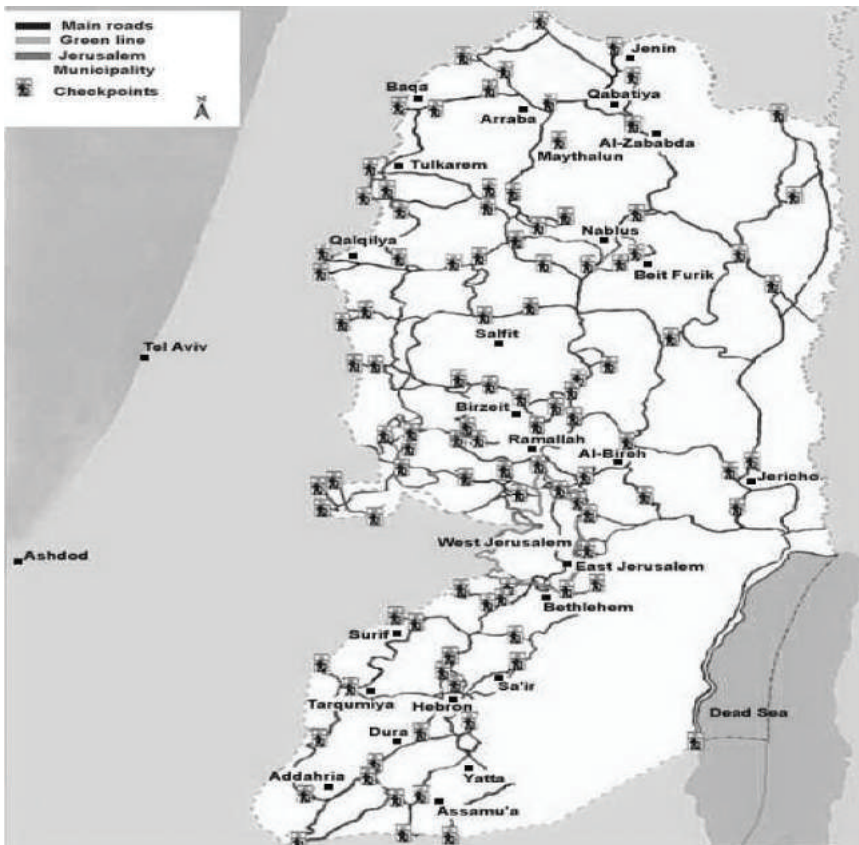 Main roads
Green line
Jerusalem
Municipality
Checkpoints
N
Jenin
Baqa
Qabatiya
Arraba
Al-Zababda
Maythalun
Tulkarem
Nablus
Qalqilya
Beit Furik
Salfit
Tel Aviv
Birzeit
Ramallah
Al-Bireh
Jericho
West Jerusalem
Ashdod
East Jerusalem
Bethlehem
Surif
Sa'ir
Tarqumiya
Hebron
Dead Sea
Dura
Addahria
Yatta
Assamu'a